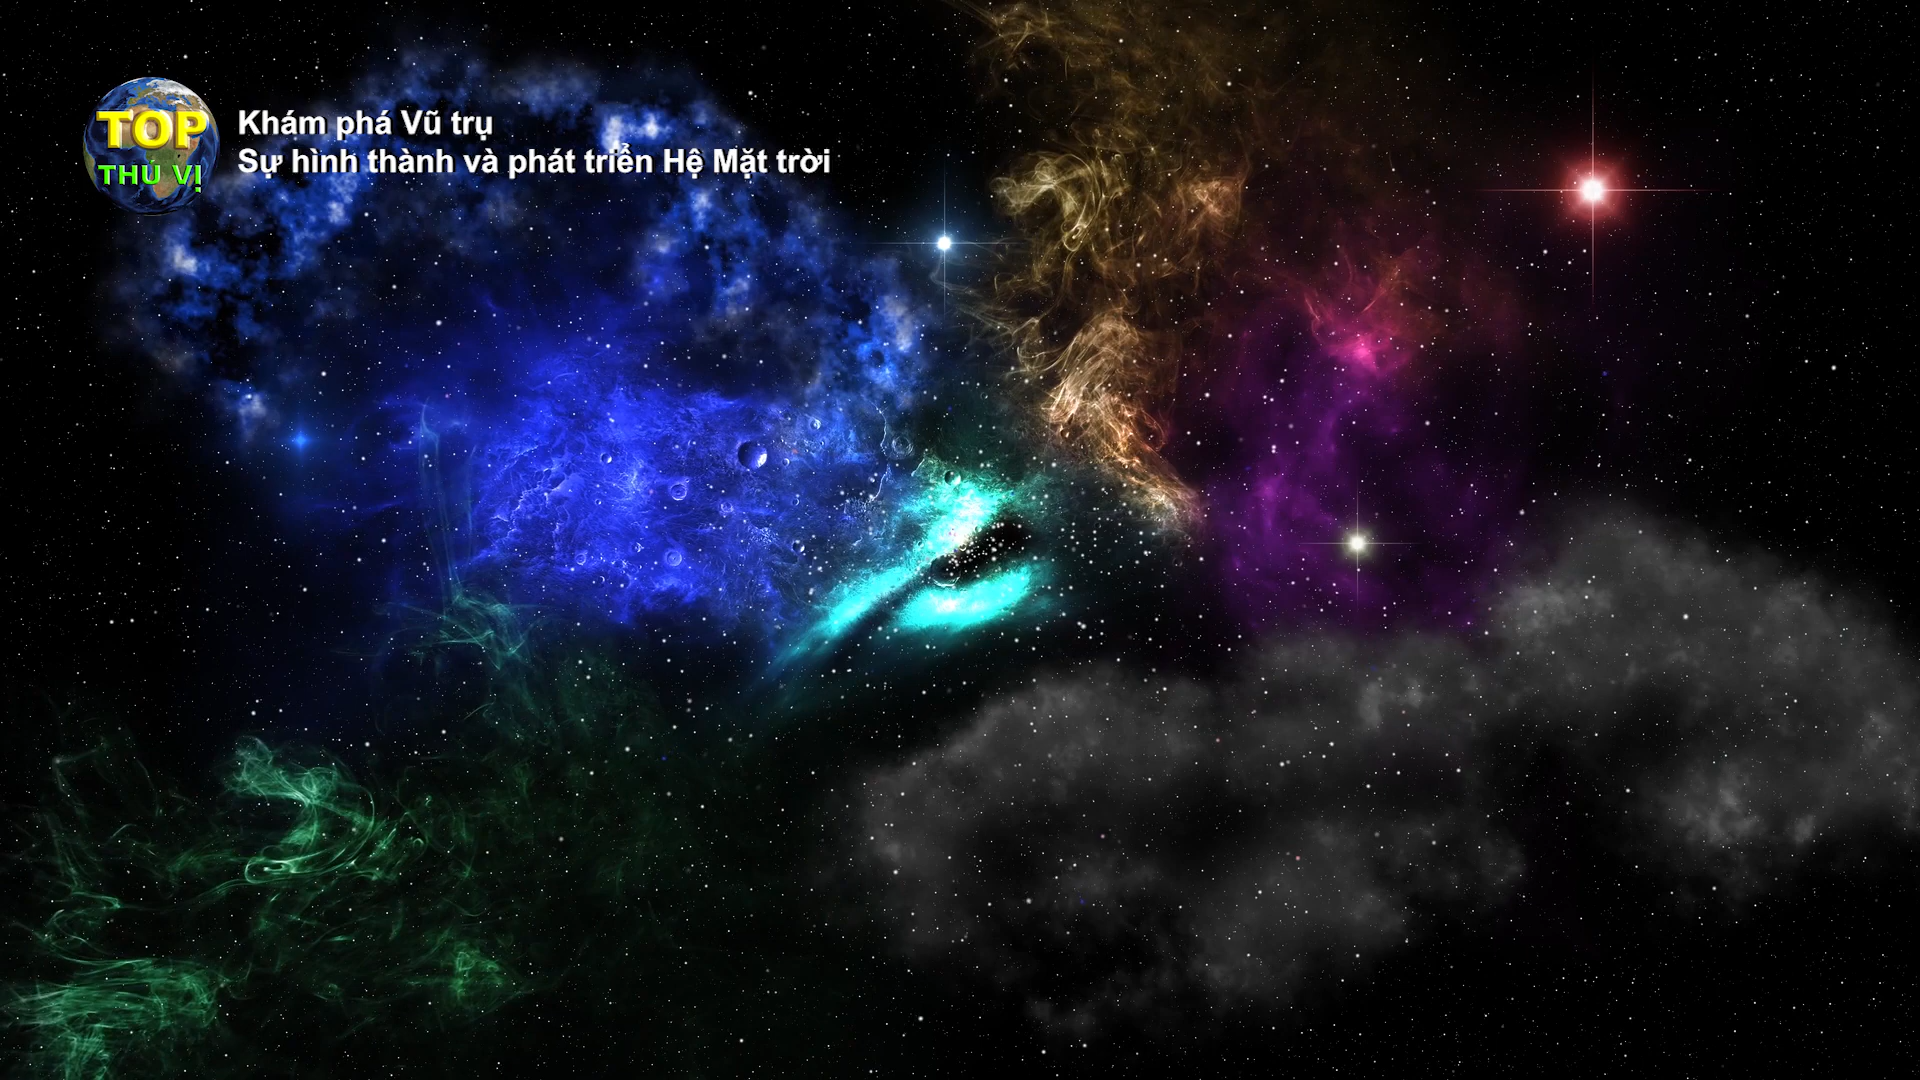 TOP
THÚ VỊ
Khám phá Vũ trụ
Sự hình thành và phát triển Hệ Mặt trời